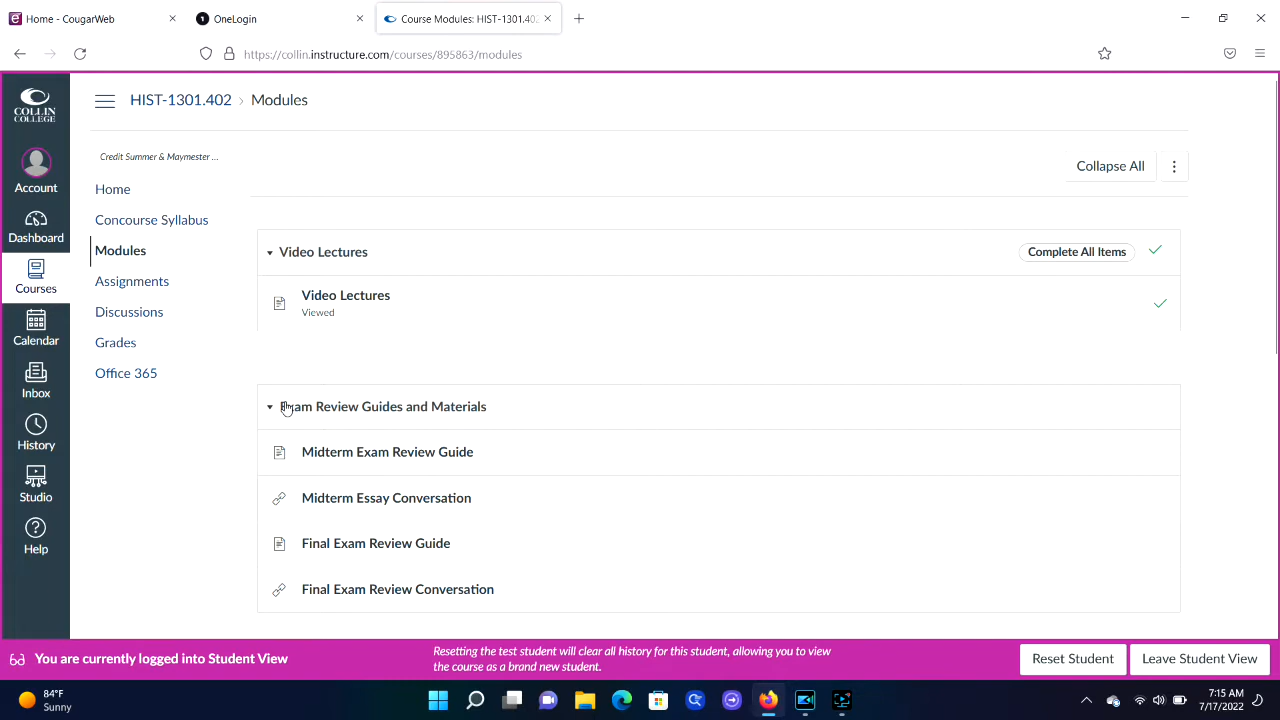 Home - CougarWeb
OneLogin
Course Modules: HIST-1301.402
https://collin.instructure.com/courses/895863/modules
COLLIN
COLLEGE
HIST-1301.402 › Modules
Credit Summer & Maymester ...
Collapse All
Account
Home
Dashboard
Concourse Syllabus
Courses
Modules
Calendar
Assignments
Inbox
Discussions
History
Grades
Studio
Office 365
Help
Video Lectures
Complete All Items
Video Lectures
Viewed
Exam Review Guides and Materials
Midterm Exam Review Guide
Midterm Essay Conversation
Final Exam Review Guide
Final Exam Review Conversation
You are currently logged into Student View
Resetting the test student will clear all history for this student, allowing you to view
the course as a brand new student.
Reset Student
Leave Student View
84°F
Sunny
7:15 AM
7/17/2022